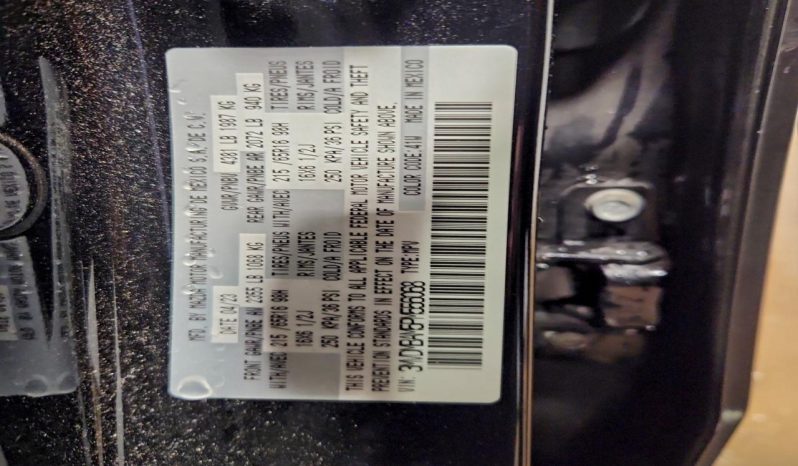 MFD. BY MAZDA MOTOR MANUFACTURING DE MEXICO S.A. DE C.V.
DATE 04/23 GVWR/PNBV 4381 LB 1987 KG
FRONT GAWR/PNBE AV 2355 LB 1068 KG REAR GAWR/PNBE AR 2072 LB 940 KG
WITH/AVEC 215/65R16 98H TIRES/PNEUS WITH/AVEC 215/65R16 98H TIRES/PNEUS
16X6 1/2J RIMS/JANTES 16X6 1/2J RIMS/JANTES
250 KPA/36 PSI COLD/A FROID 250 KPA/36 PSI COLD/A FROID
THIS VEHICLE CONFORMS TO ALL APPLICABLE FEDERAL MOTOR VEHICLE SAFETY AND THEFT
PREVENTION STANDARDS IN EFFECT ON THE DATE OF MANUFACTURE SHOWN ABOVE.
VIN: TYPE:MPV COLOR CODE/41W MADE IN MEXICO